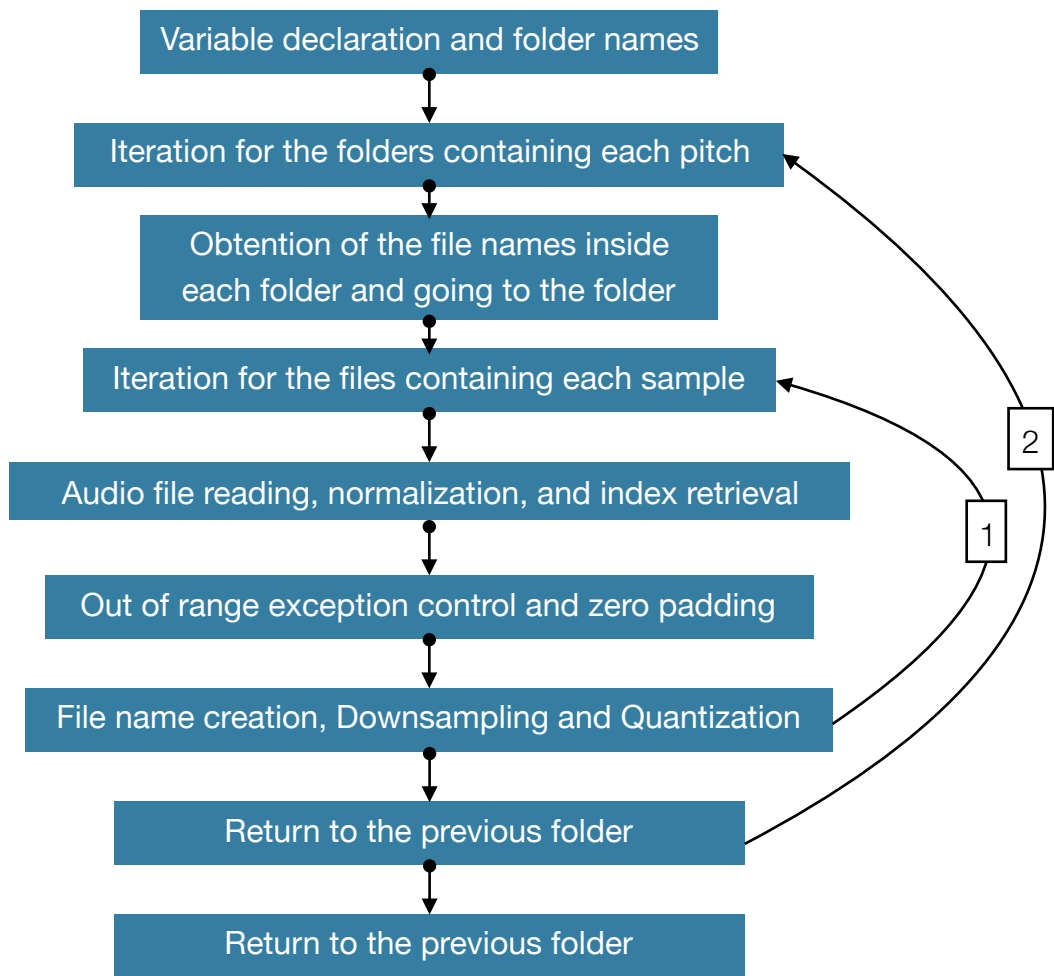 Variable declaration and folder names
Iteration for the folders containing each pitch
Obtention of the file names inside
each folder and going to the folder
Iteration for the files containing each sample
2
Audio file reading, normalization, and index retrieval
1
Out of range exception control and zero padding
File name creation, Downsampling and Quantization
Return to the previous folder
Return to the previous folder